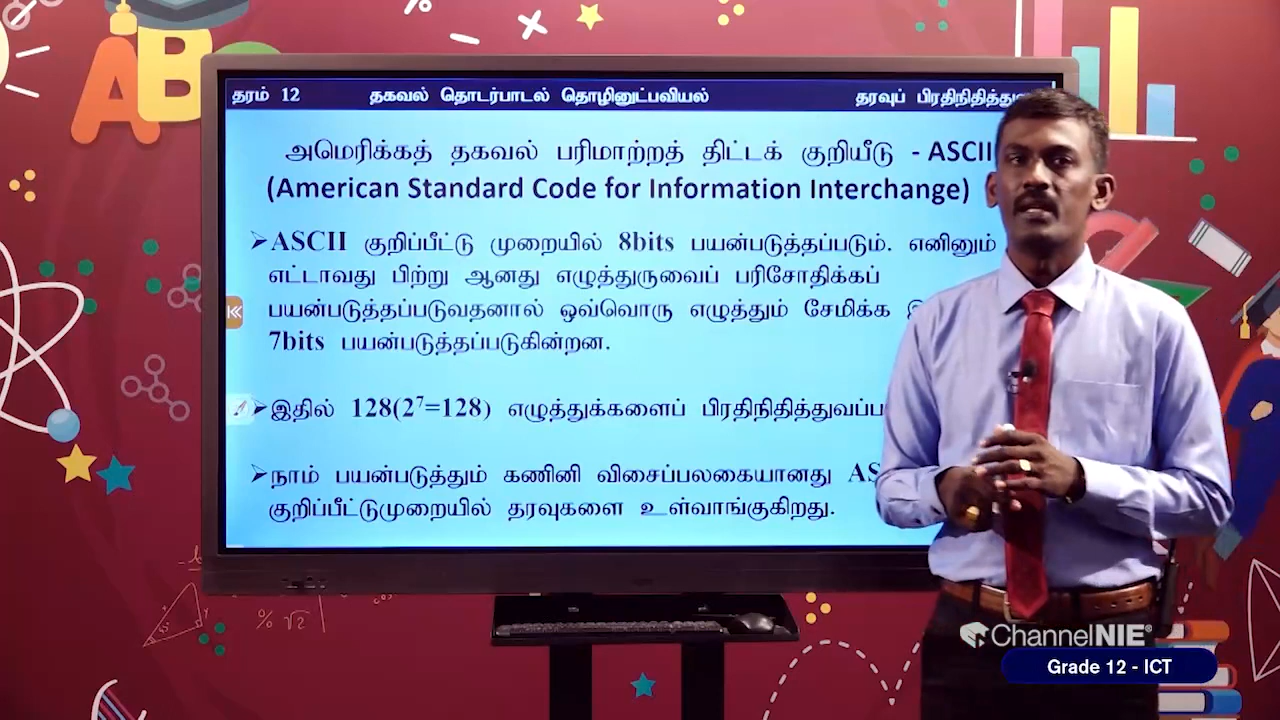 தரம் 12 தகவல் தொடர்பாடல் தொழினுட்பவியல் தரவுப்
அமெரிக்கத் தகவல் பரிமாற்றத் திட்டக் குறியீடு - ASCII
(American Standard Code for Information Interchange)
➢ASCII குறிப்பீட்டு முறையில் 8bits பயன்படுத்தப்படும். எனினும்
எட்டாவது பிற்று ஆனது எழுத்துருவைப் பரிசோதிக்கப்
பயன்படுத்தப்படுவதனால் ஒவ்வொரு எழுத்தும் சேமிக்க
7bits பயன்படுத்தப்படுகின்றன.
➢இதில் 128(2⁷=128) எழுத்துக்களைப்
➢நாம் பயன்படுத்தும் கணினி விசைப்பலகையானது
குறிப்பீட்டுமுறையில் தரவுகளை உள்வாங்குகிறது.
ChannelNIE
Grade 12 - ICT